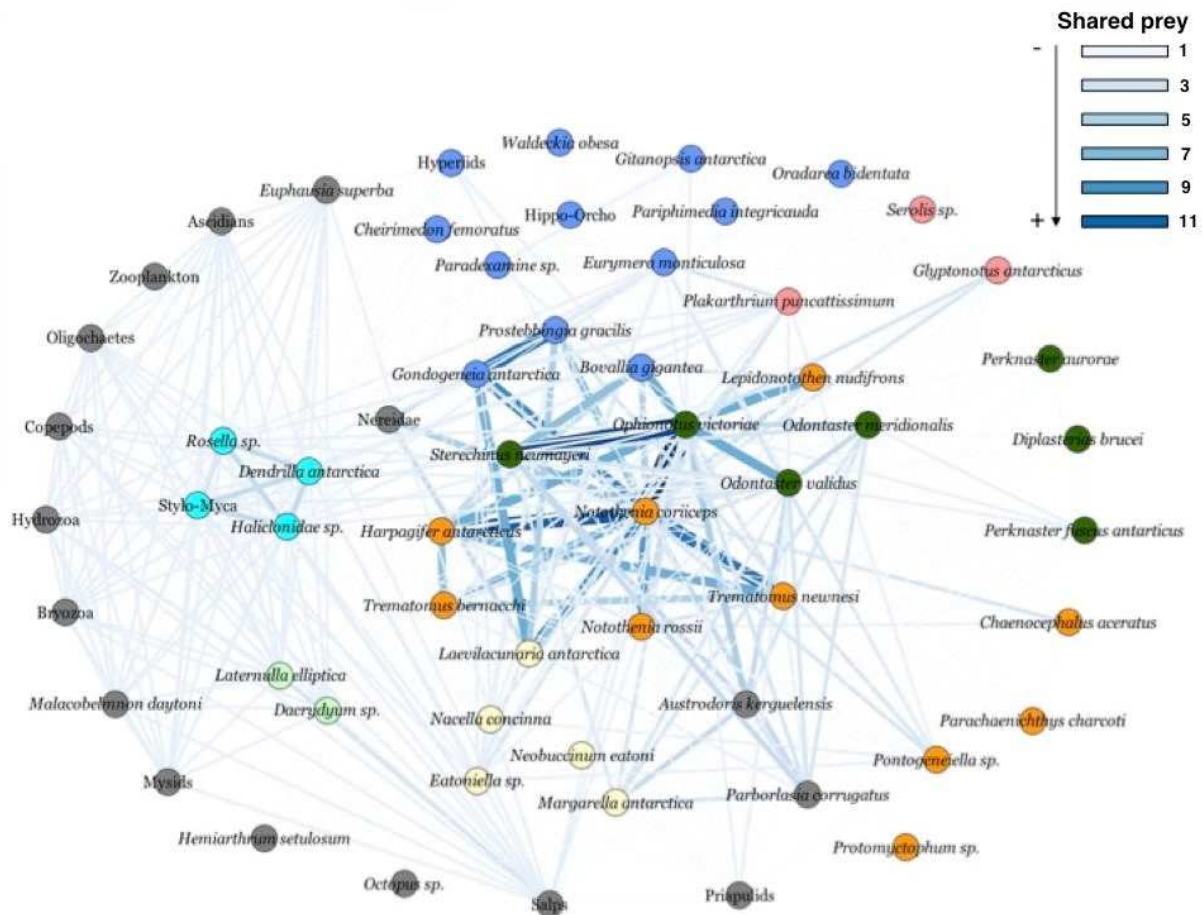 Shared prey
-
1
3
5
7
9
+
11
Waldeckia obesa
Hyperiids
Gitanopsis antarctica
Oradarea bidentata
Euphausia superba
Ascidians
Hippo-Orcho
Pariphimedia integricauda
Serolis sp.
Cheirimedon femoratus
Zooplankton
Paradexamine sp.
Eurymera monticulosa
Glyptonotus antarcticus
Plakarthrium puncattissimum
Oligochaetes
Prostebbingia gracilis
Perknaster aurorae
Gondogeneia antarctica
Bovallia gigantea
Lepidonotothen nudifrons
Copepods
Nereidae
Ophionotus victoriae
Odontaster meridionalis
Rosella sp.
Diplasterias brucei
Sterechinus neumayeri
Dendrilla antarctica
Odontaster validus
Stylo-Myca
Notothenia coriiceps
Hydrozoa
Haliclonidae sp.
Harpagifer antarcticus
Perknaster fuscus antarticus
Bryozoa
Trematomus bernacchi
Trematomus newnesi
Notothenia rossii
Chaenocephalus aceratus
Laevilacunaria antarctica
Laternulla elliptica
Malacobelmnon daytoni
Dacrydyum sp.
Nacella concinna
Austrodoris kerguelensis
Parachaenichthys charcoti
Neobuccinum eatoni
Pontogeneiella sp.
Mysids
Eatoniella sp.
Margarella antarctica
Parborlasia corrugatus
Hemiarthrum setulosum
Protomyctophum sp.
Octopus sp.
Salps
Priapulids